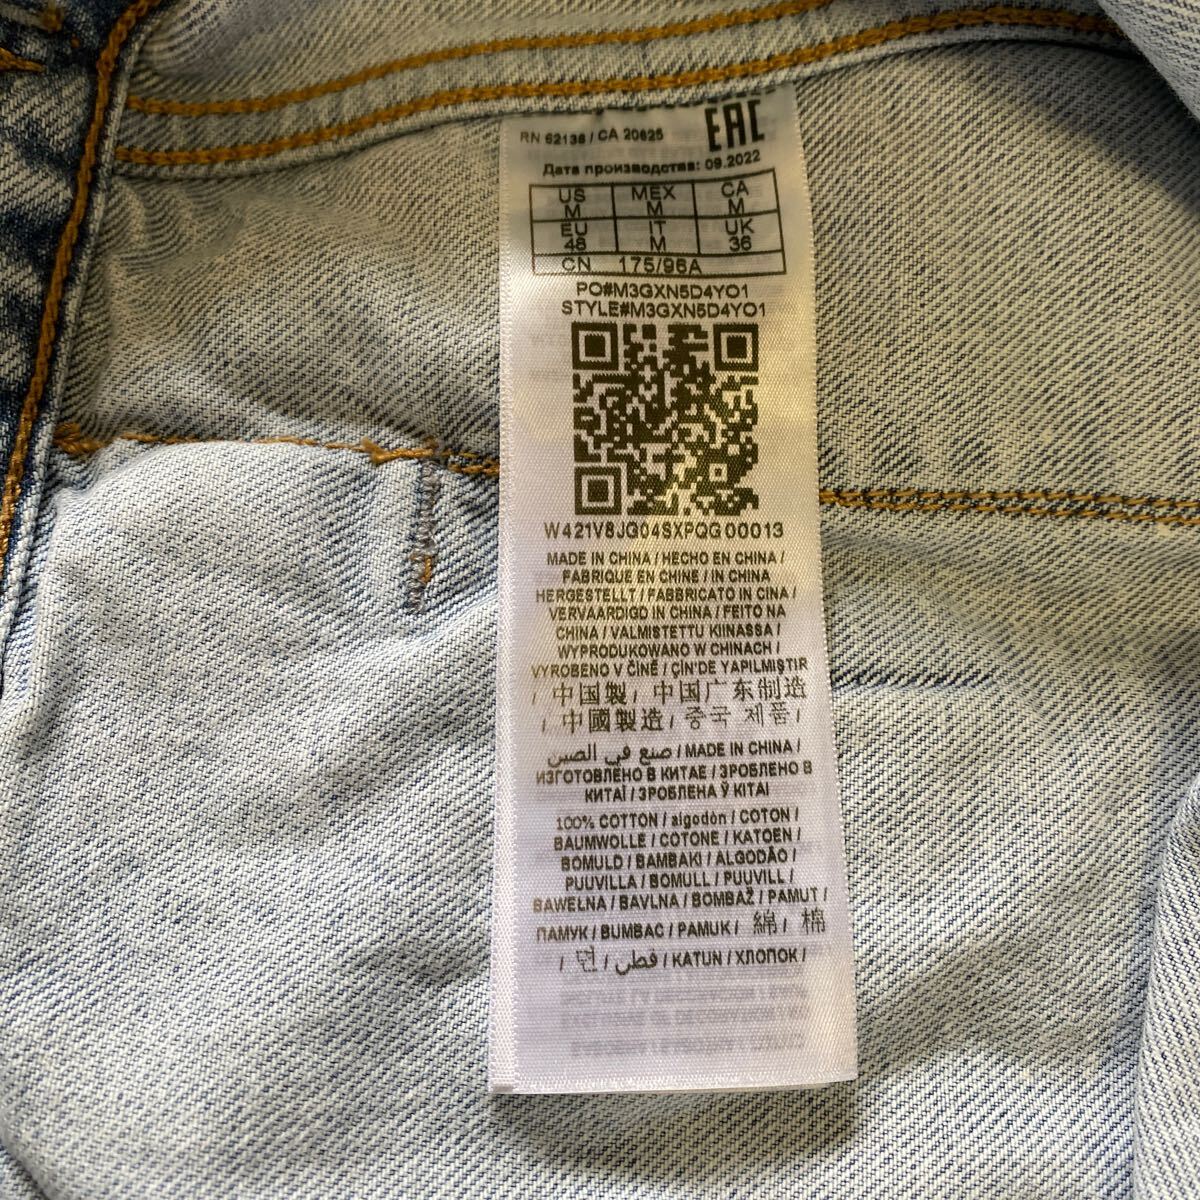 RN 62136 / CA 20625 EAC
Дата производства: 09.2022
US MEX CA
M M M
EU IT UK
48 M 36
CN 175/96A
PO#M3GXN5D4YO1
STYLE#M3GXN5D4YO1
W421V8JG04SXPQG00013
MADE IN CHINA / HECHO EN CHINA /
FABRIQUE EN CHINE / IN CHINA
HERGESTELLT / FABBRICATO IN CINA /
VERVAARDIGD IN CHINA / FEITO NA
CHINA / VALMISTETTU KIINASSA /
WYPRODUKOWANO W CHINACH /
VYROBENO V ČÍNĚ / ÇİN'DE YAPILMIŞTIR
/ 中国製 / 中国广东制造
/ 中國製造 / 중국 제품 /
صنع في الصين / MADE IN CHINA /
ИЗГОТОВЛЕНО В КИТАЕ / ЗРОБЛЕНО В
КИТАЇ / ЗРОБЛЕНА Ў KITAI
100% COTTON / algodón / COTON /
BAUMWOLLE / COTONE / KATOEN /
BOMULD / BAMBAKI / ALGODÃO /
PUUVILLA / BOMULL / PUUVILL /
BAWEŁNA / BAVLNA / BOMBAŽ / PAMUT /
ПАМУК / BUMBAC / PAMUK / 綿 / 棉
/ 면 / قطن / KATUN / ХЛОПОК /